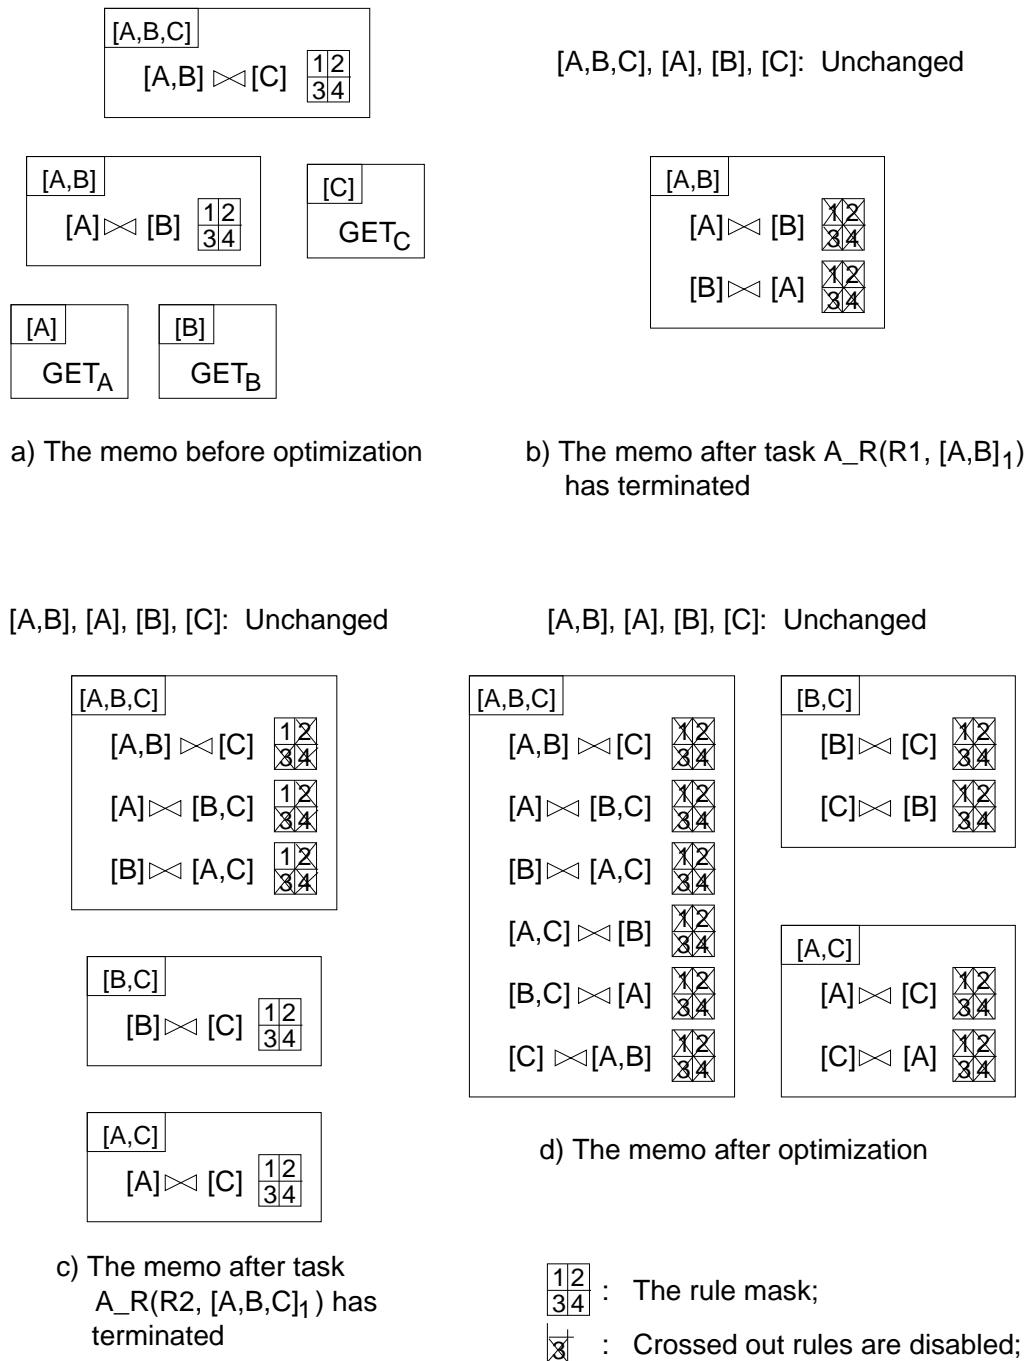 [A,B,C]
[A,B] ⋈ [C] 1 2
3 4
[A,B]
[A] ⋈ [B] 1 2
3 4
[C]
GET_C
[A]
GET_A
[B]
GET_B
a) The memo before optimization
[A,B,C], [A], [B], [C]: Unchanged
[A,B]
[A] ⋈ [B] 1 2
3 4
[B] ⋈ [A] 1 2
3 4
b) The memo after task A_R(R1, [A,B]1)
has terminated
[A,B], [A], [B], [C]: Unchanged
[A,B,C]
[A,B] ⋈ [C] 1 2
3 4
[A] ⋈ [B,C] 1 2
3 4
[B] ⋈ [A,C] 1 2
3 4
[B,C]
[B] ⋈ [C] 1 2
3 4
[A,C]
[A] ⋈ [C] 1 2
3 4
c) The memo after task
A_R(R2, [A,B,C]1) has
terminated
[A,B], [A], [B], [C]: Unchanged
[A,B,C]
[A,B] ⋈ [C] 1 2
3 4
[A] ⋈ [B,C] 1 2
3 4
[B] ⋈ [A,C] 1 2
3 4
[A,C] ⋈ [B] 1 2
3 4
[B,C] ⋈ [A] 1 2
3 4
[C] ⋈ [A,B] 1 2
3 4
[B,C]
[B] ⋈ [C] 1 2
3 4
[C] ⋈ [B] 1 2
3 4
[A,C]
[A] ⋈ [C] 1 2
3 4
[C] ⋈ [A] 1 2
3 4
d) The memo after optimization
1 2
3 4 : The rule mask;
3 : Crossed out rules are disabled;